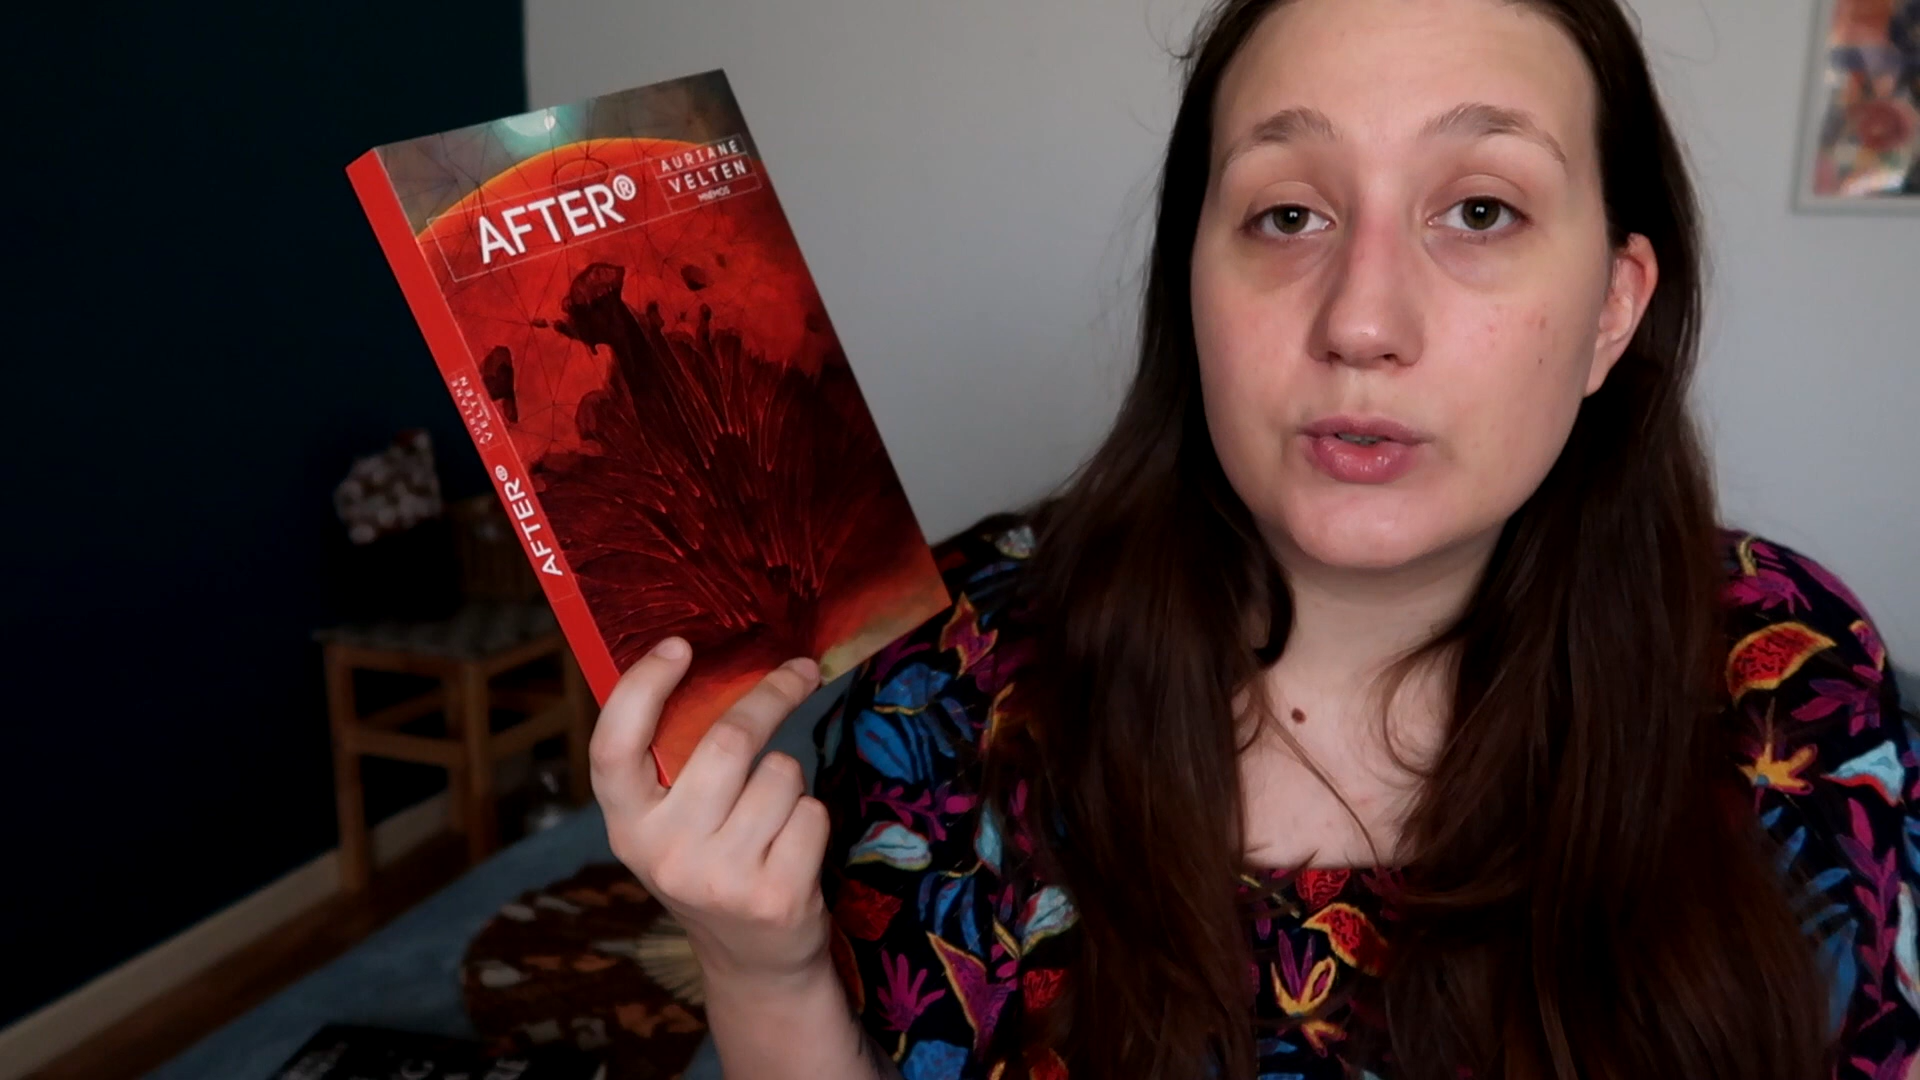 AFTER®
AURIANE
VELTEN
MNÉMOS
AURIANE
VELTEN
AFTER®